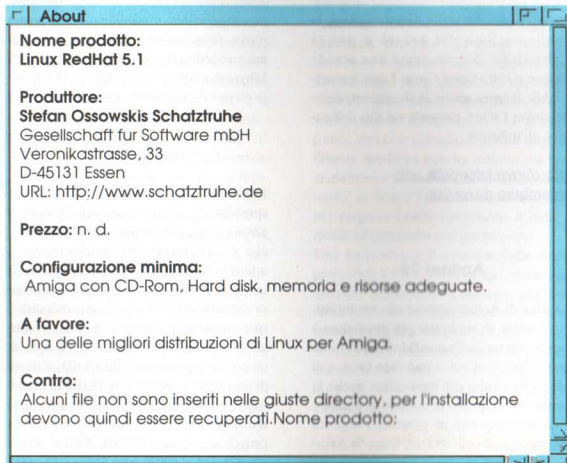 About
Nome prodotto:
Linux RedHat 5.1
Produttore:
Stefan Ossowskis Schatztruhe
Gesellschaft fur Software mbH
Veronikastrasse, 33
D-45131 Essen
URL: http://www.schatztruhe.de
Prezzo: n. d.
Configurazione minima:
Amiga con CD-Rom, Hard disk, memoria e risorse adeguate.
A favore:
Una delle migliori distribuzioni di Linux per Amiga.
Contro:
Alcuni file non sono inseriti nelle giuste directory, per l'installazione
devono quindi essere recuperati.Nome prodotto: